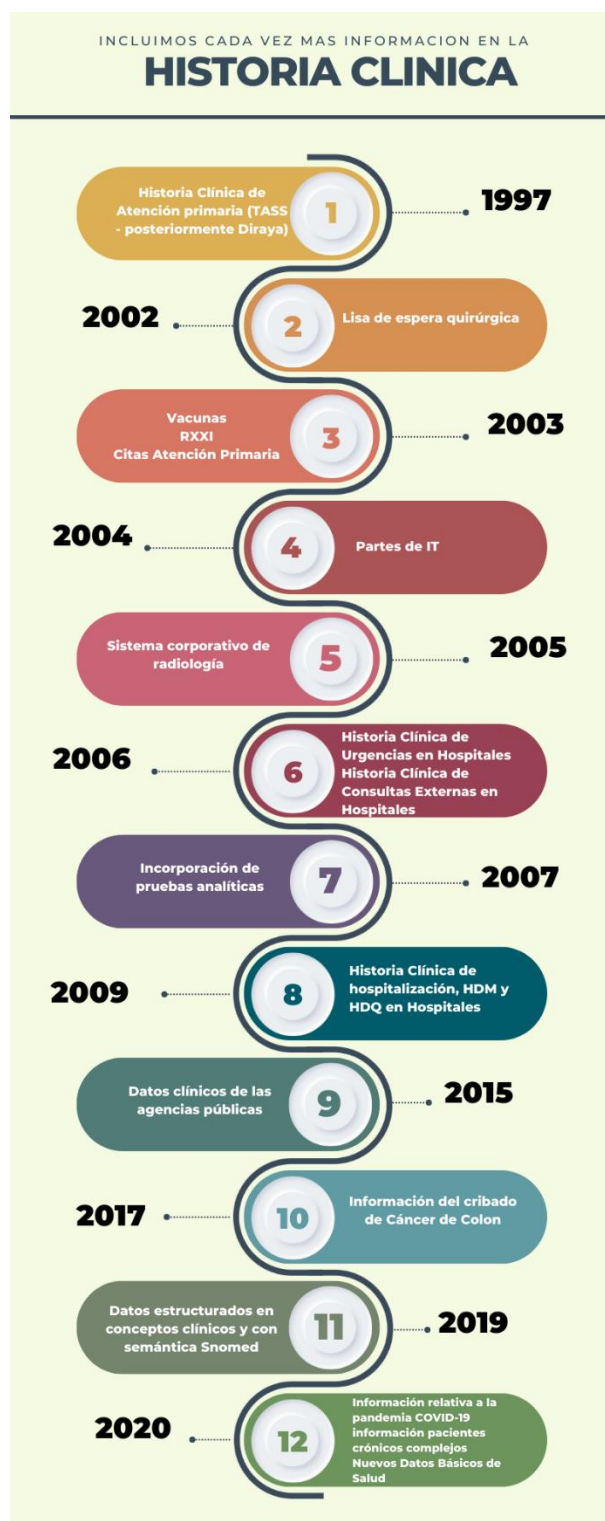 INCLUIMOS CADA VEZ MAS INFORMACION EN LA
HISTORIA CLINICA
Historia Clínica de
Atención primaria (TASS
- posteriormente Diraya)
1
1997
2002
2
Lisa de espera quirúrgica
Vacunas
RXXI
Citas Atención Primaria
3
2003
2004
4
Partes de IT
Sistema corporativo de
radiología
5
2005
2006
6
Historia Clínica de
Urgencias en Hospitales
Historia Clínica de
Consultas Externas en
Hospitales
Incorporación de
pruebas analíticas
7
2007
2009
8
Historia Clínica de
hospitalización, HDM y
HDQ en Hospitales
Datos clínicos de las
agencias públicas
9
2015
2017
10
Información del cribado
de Cáncer de Colon
Datos estructurados en
conceptos clínicos y con
semántica Snomed
11
2019
2020
12
Información relativa a la
pandemia COVID-19
información pacientes
crónicos complejos
Nuevos Datos Básicos de
Salud